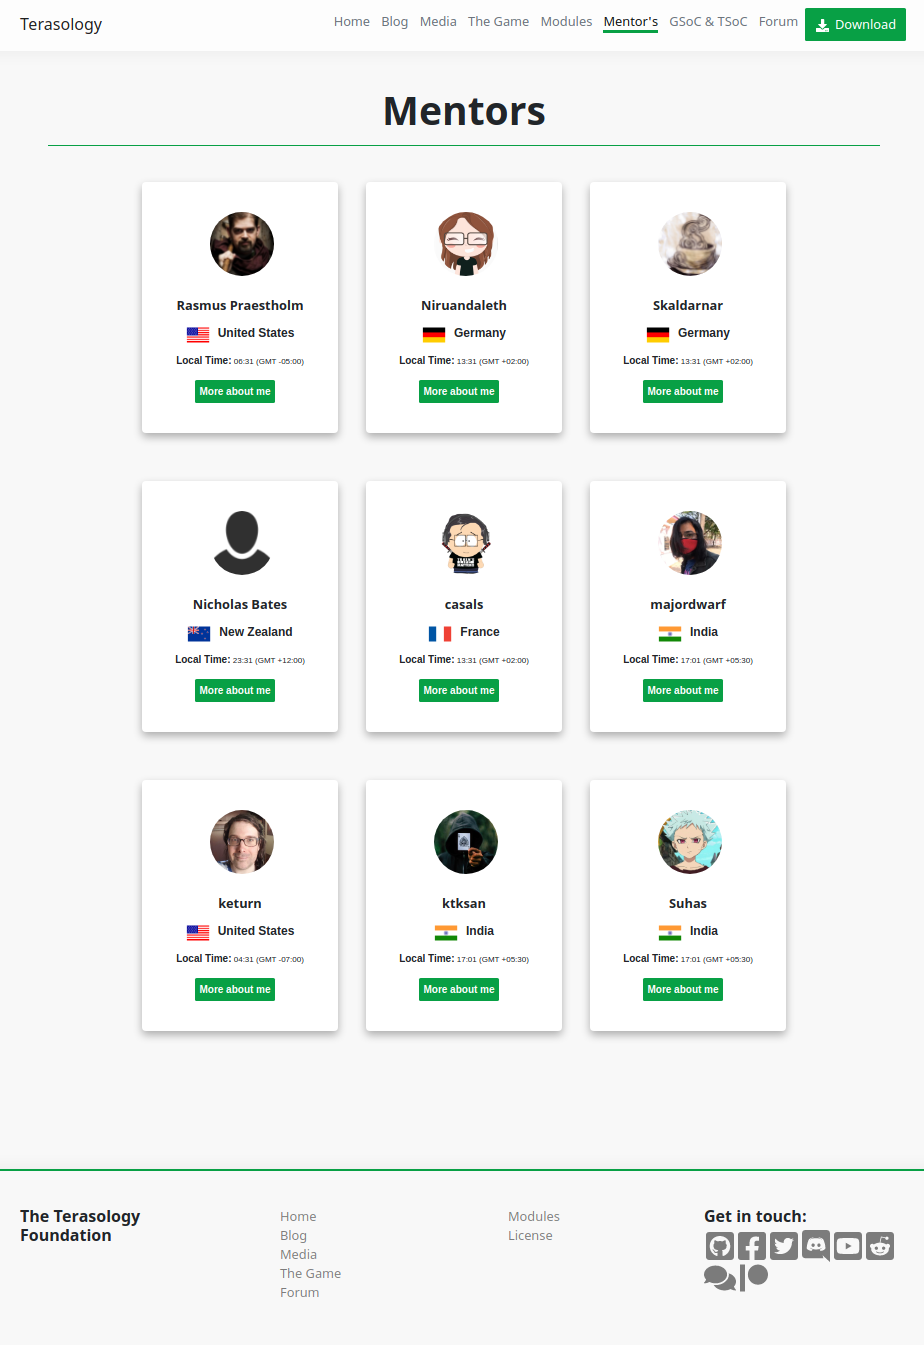 Terasology
Home Blog Media The Game Modules Mentor's GSoC & TSoC Forum Download
Mentors
Rasmus Praestholm
United States
Local Time: 06:31 (GMT -05:00)
More about me
Niruandaleth
Germany
Local Time: 13:31 (GMT +02:00)
More about me
Skaldarnar
Germany
Local Time: 13:31 (GMT +02:00)
More about me
Nicholas Bates
New Zealand
Local Time: 23:31 (GMT +12:00)
More about me
casals
France
Local Time: 13:31 (GMT +02:00)
More about me
majordwarf
India
Local Time: 17:01 (GMT +05:30)
More about me
keturn
United States
Local Time: 04:31 (GMT -07:00)
More about me
ktksan
India
Local Time: 17:01 (GMT +05:30)
More about me
Suhas
India
Local Time: 17:01 (GMT +05:30)
More about me
The Terasology
Foundation
Home
Blog
Media
The Game
Forum
Modules
License
Get in touch: